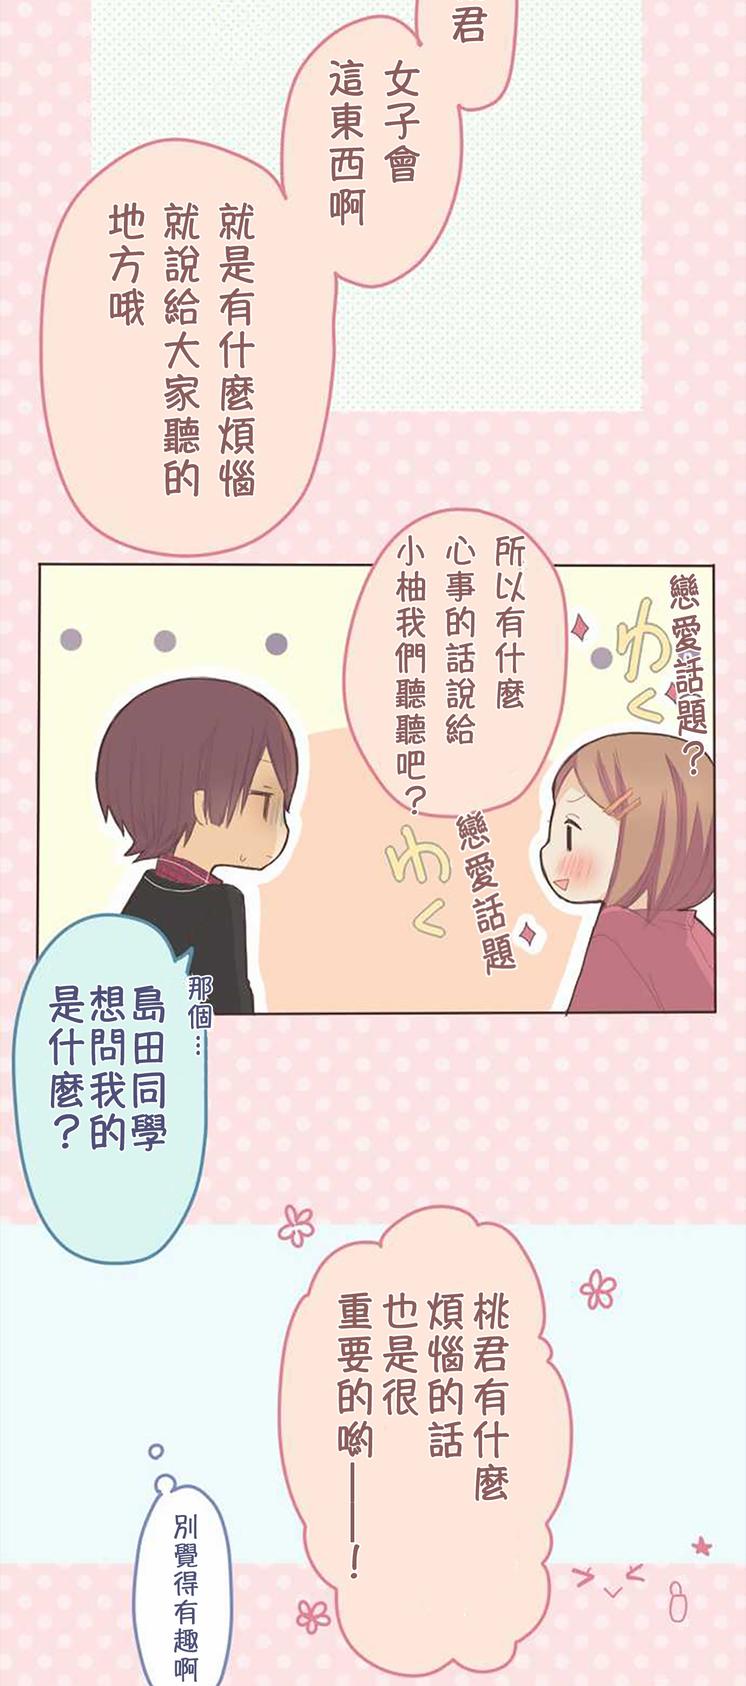 君
女子會
這東西啊
就是有什麼煩惱
就說給大家聽的
地方哦
戀愛話題？
わく
所以有什麼
心事的話說給
小柚我們聽聽吧？
戀愛話題
わく
那個…
島田同學
想問我的
是什麼？
桃君有什麼
煩惱的話
也是很
重要的喲——！
別覺得有趣啊